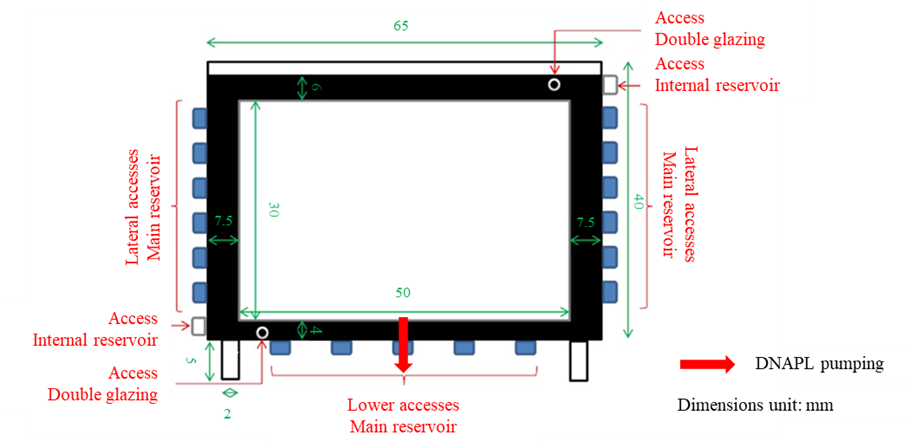 65
Access
Double glazing
Access
Internal reservoir
6
Lateral accesses
Main reservoir
30
7.5
7.5
40
Lateral accesses
Main reservoir
50
4
Access
Internal reservoir
5
Access
Double glazing
2
Lower accesses
Main reservoir
DNAPL pumping
Dimensions unit: mm